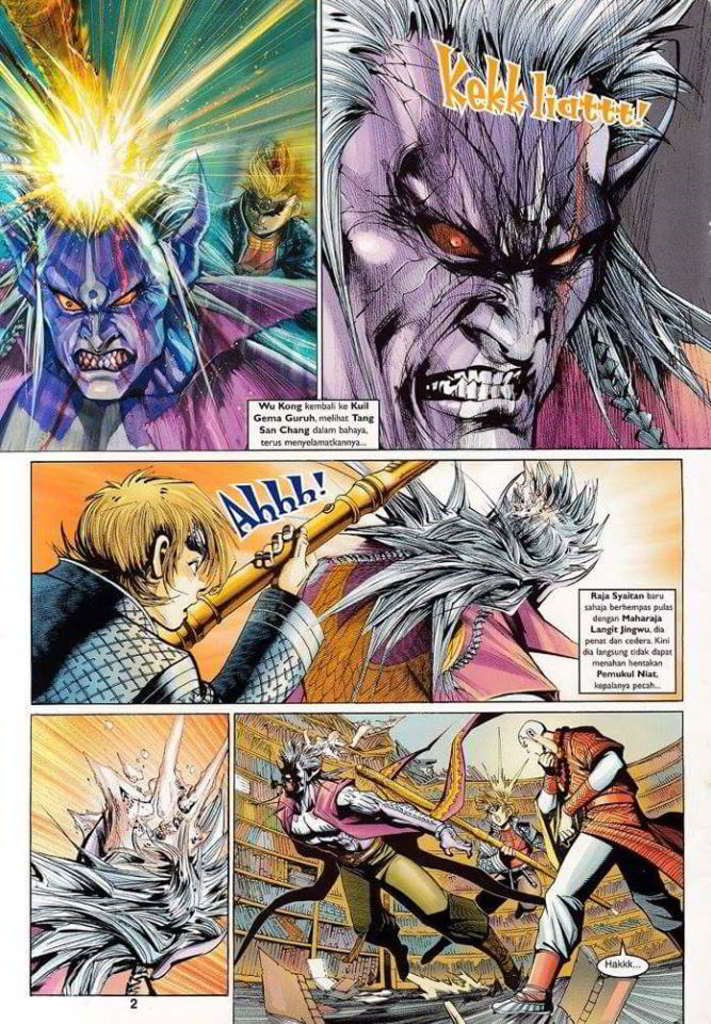 Kekk liattt!
Wu Kong kembali ke Kuil
Gema Guruh, melihat Tang
San Chang dalam bahaya,
terus menyelamatkannya...
Ahhh!
Raja Syaitan baru
sahaja berhempas pulas
dengan Maharaja
Langit Jingwu, dia
penat dan cedera. Kini
dia langsung tidak dapat
menahan hentakan
Pemukul Niat,
kepalanya pecah...
Hakkk...
2